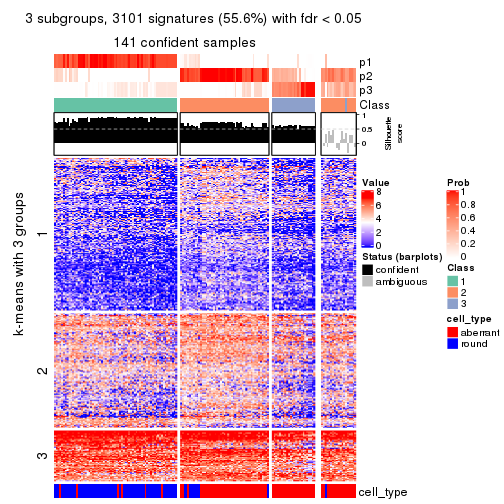 3 subgroups, 3101 signatures (55.6%) with fdr < 0.05
141 confident samples
p1
p2
p3
Class
1
0.5
0
Silhouette
score
k-means with 3 groups
1
2
3
cell_type
Value
8
6
4
2
0
Status (barplots)
confident
ambiguous
Prob
1
0.8
0.6
0.4
0.2
0
Class
1
2
3
cell_type
aberrant
round